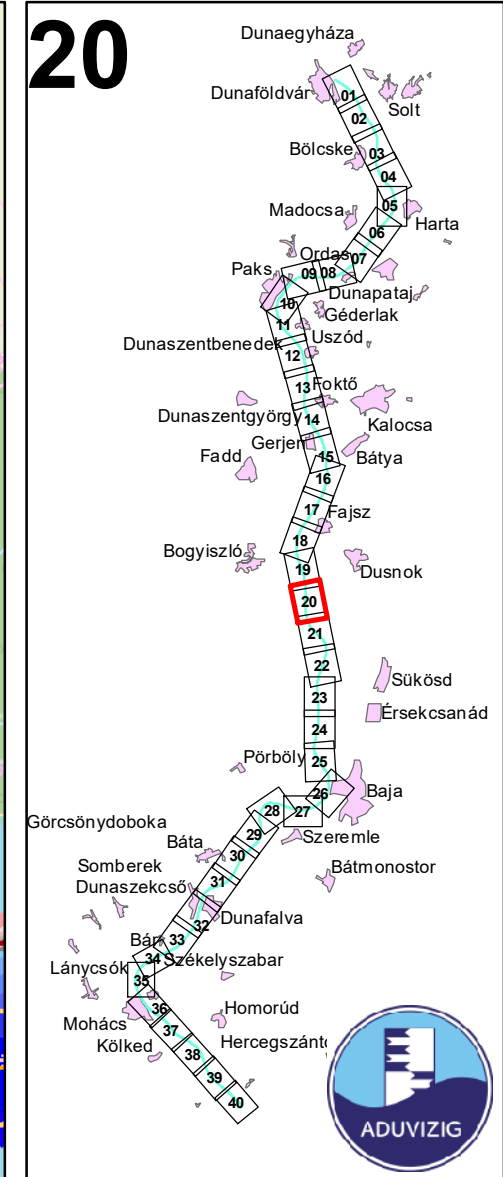 20
Dunaegyháza
Dunaföldvár
01
Solt
02
Bölcske
03
04
Madocsa
05
Harta
06
Ordas
07
Paks
09
08
Dunapataj
10
Géderlak
11
Uszód
Dunaszentbenedek
12
13
Foktő
Dunaszentgyörgy
14
Kalocsa
Gerjen
15
Bátya
Fadd
16
17
Fajsz
18
Bogyiszló
19
Dusnok
20
21
22
Sükösd
23
Érsekcsanád
24
Pörböly
25
26
Baja
28
27
Görcsönydoboka
29
Szeremle
Báta
30
Bátmonostor
Somberek
31
Dunaszekcső
32
Dunafalva
Bár
33
34
Székelyszabar
Lánycsók
35
36
Homorúd
Mohács
37
Kölked
38
Hercegszántó
39
40
ADUVIZIG